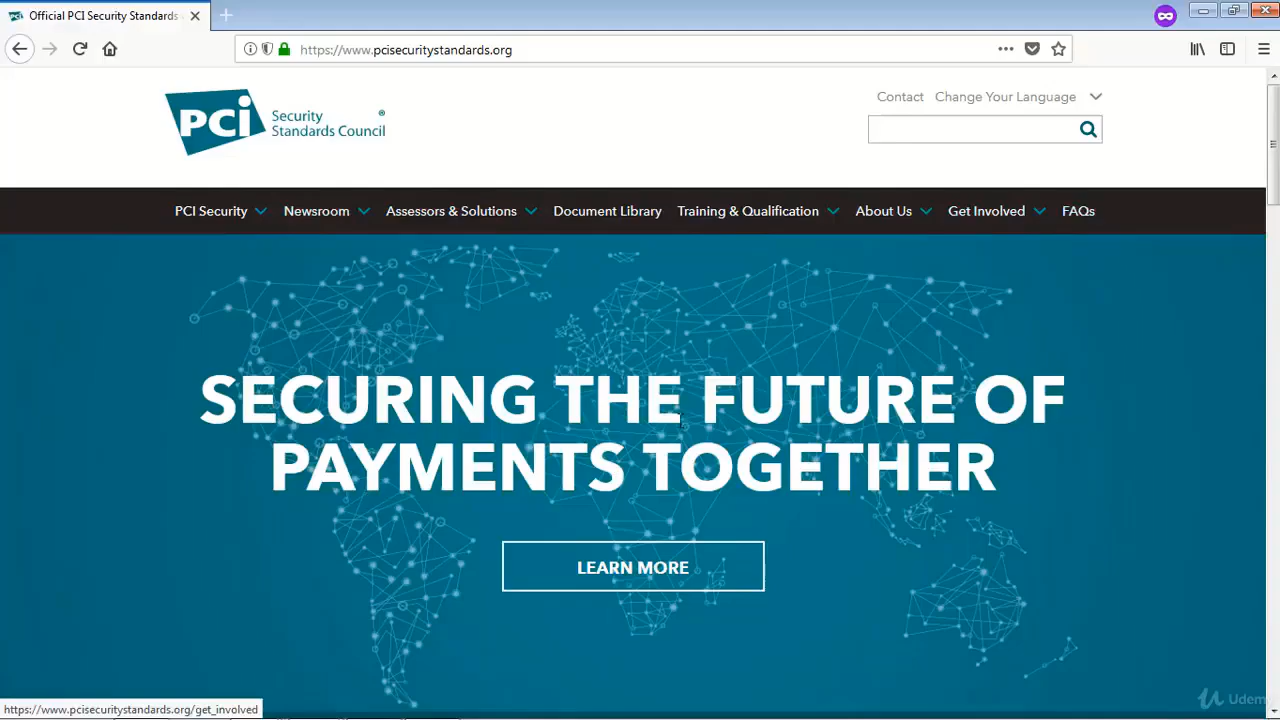 Official PCI Security Standards
https://www.pcisecuritystandards.org
PCI Security
Standards Council ®
Contact Change Your Language
PCI Security Newsroom Assessors & Solutions Document Library Training & Qualification About Us Get Involved FAQs
SECURING THE FUTURE OF
PAYMENTS TOGETHER
LEARN MORE
https://www.pcisecuritystandards.org/get_involved
Udemy